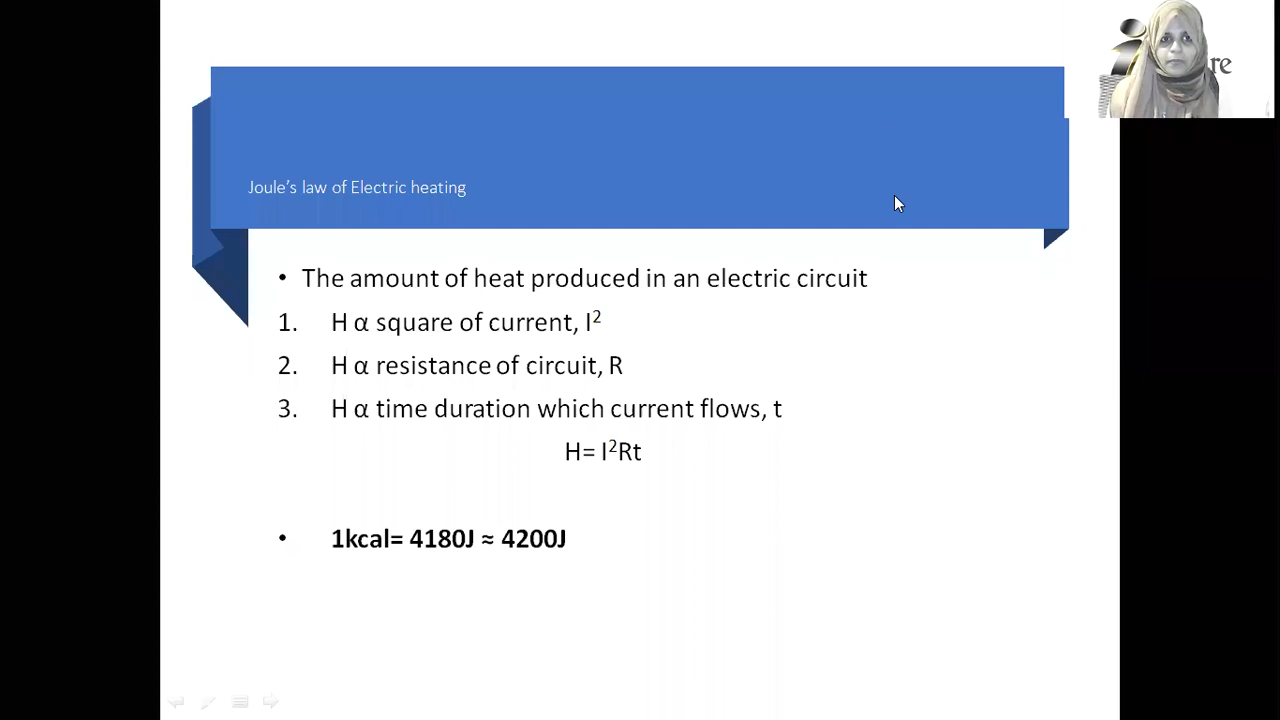 Joule’s law of Electric heating
• The amount of heat produced in an electric circuit
1. H α square of current, I²
2. H α resistance of circuit, R
3. H α time duration which current flows, t
H= I²Rt
• 1kcal= 4180J ≈ 4200J